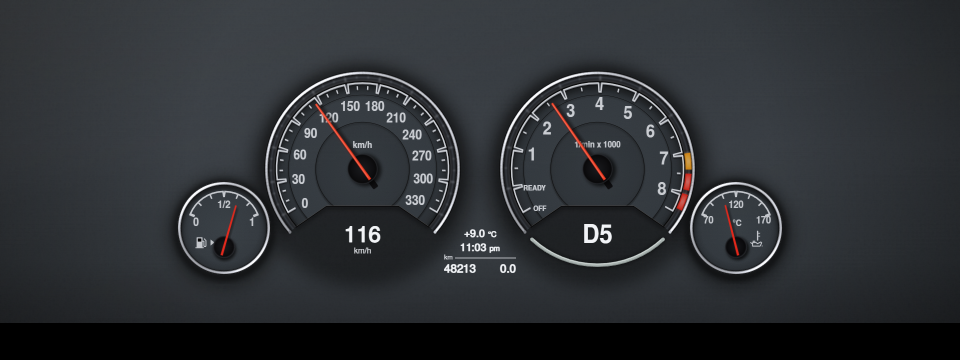 km/h
0
30
60
90
120
150
180
210
240
270
300
330
116
km/h
1/min x 1000
OFF
READY
1
2
3
4
5
6
7
8
D5
0
1/2
1
+9.0 °C
11:03 pm
km
48213 0.0
70
120
170
°C